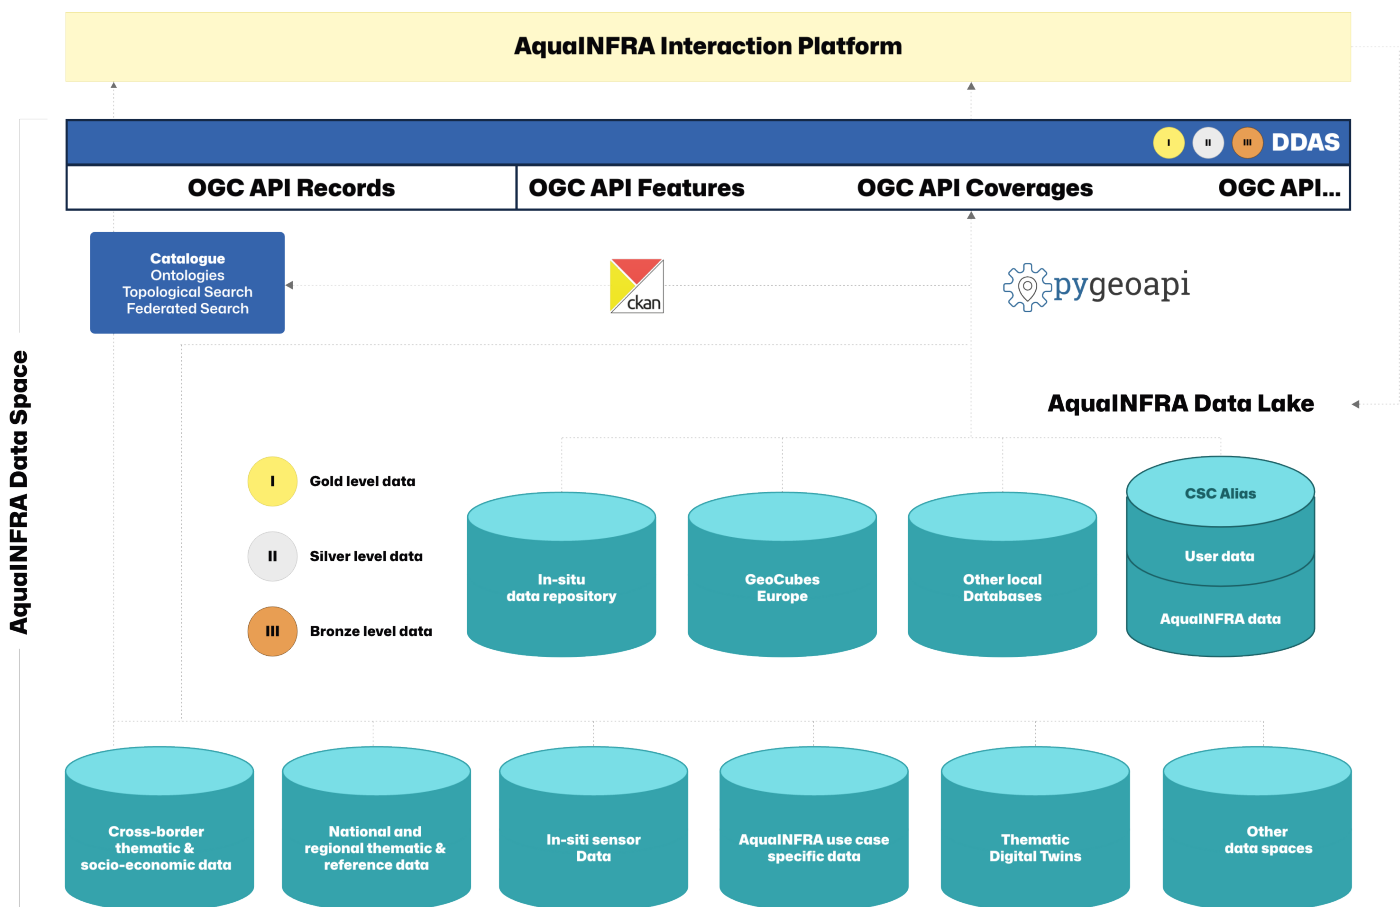 AquaINFRA Interaction Platform
I
II
III
DDAS
OGC API Records
OGC API Features
OGC API Coverages
OGC API...
Catalogue
Ontologies
Topological Search
Federated Search
ckan
pygeoapi
AquaINFRA Data Space
AquaINFRA Data Lake
I
Gold level data
II
Silver level data
III
Bronze level data
In-situ
data repository
GeoCubes
Europe
Other local
Databases
CSC Alias
User data
AquaINFRA data
Cross-border
thematic &
socio-economic data
National and
regional thematic &
reference data
In-siti sensor
Data
AquaINFRA use case
specific data
Thematic
Digital Twins
Other
data spaces